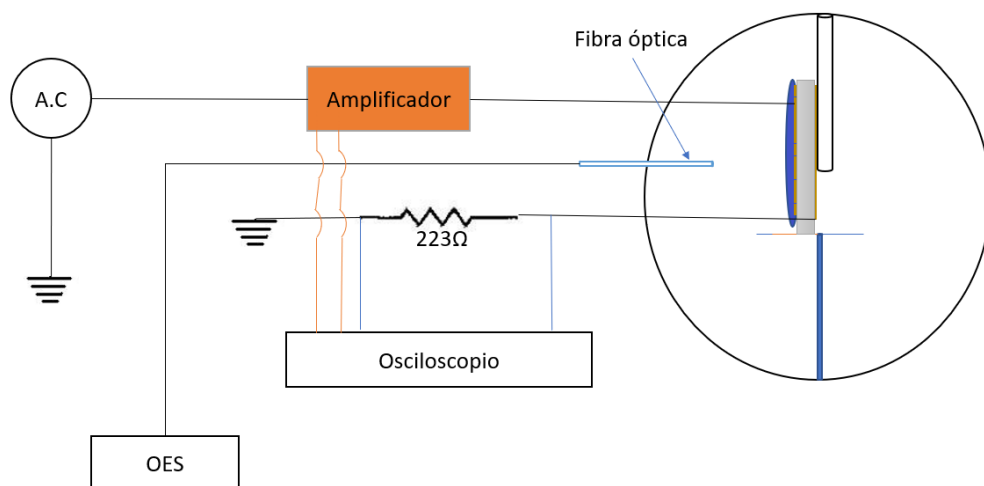 Fibra óptica
A.C
Amplificador
223Ω
Osciloscopio
OES